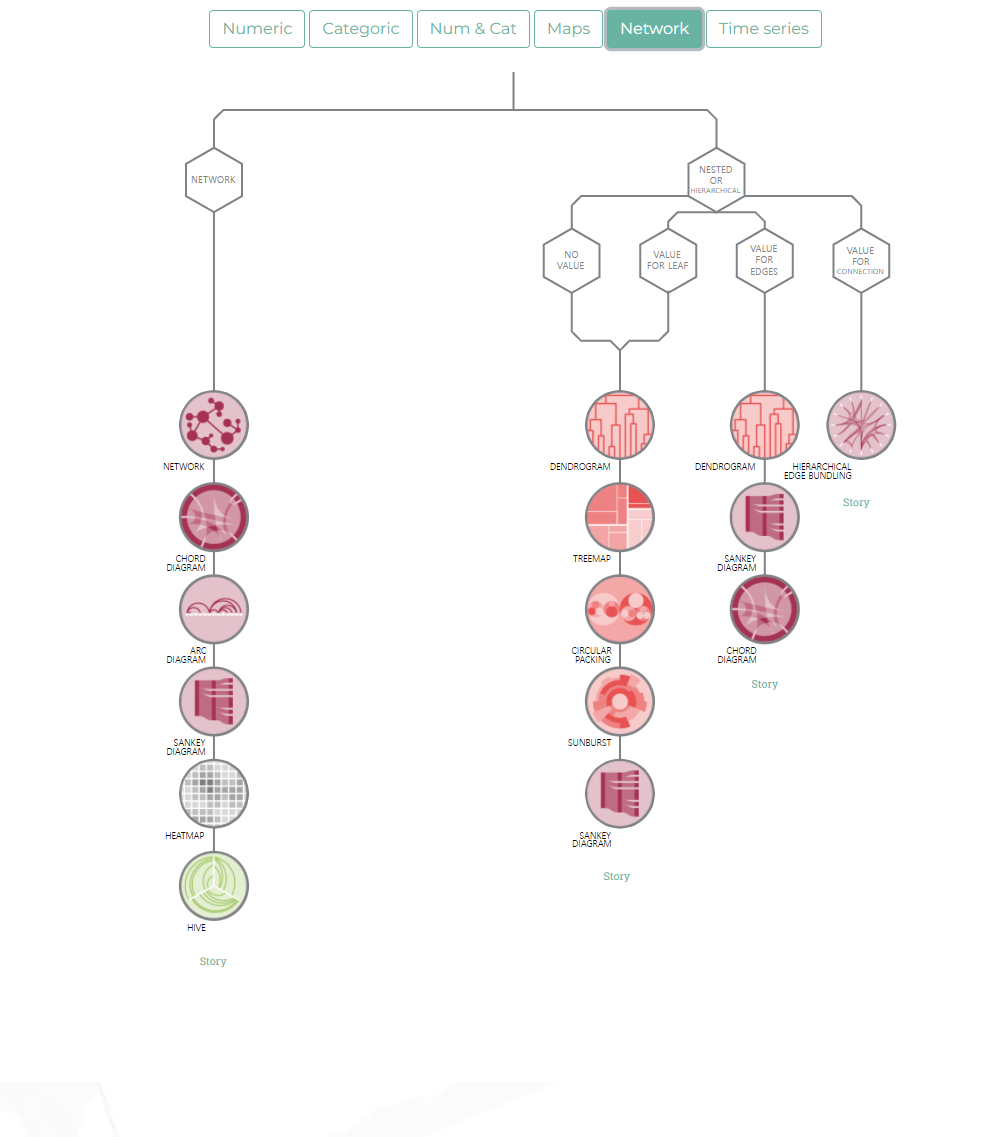 Numeric
Categoric
Num & Cat
Maps
Network
Time series
NETWORK
NESTED
OR
HIERARCHICAL
NO
VALUE
VALUE
FOR LEAF
VALUE
FOR
EDGES
VALUE
FOR
CONNECTION
NETWORK
CHORD
DIAGRAM
ARC
DIAGRAM
SANKEY
DIAGRAM
HEATMAP
HIVE
Story
DENDROGRAM
TREEMAP
CIRCULAR
PACKING
SUNBURST
SANKEY
DIAGRAM
Story
DENDROGRAM
SANKEY
DIAGRAM
CHORD
DIAGRAM
Story
HIERARCHICAL
EDGE BUNDLING
Story